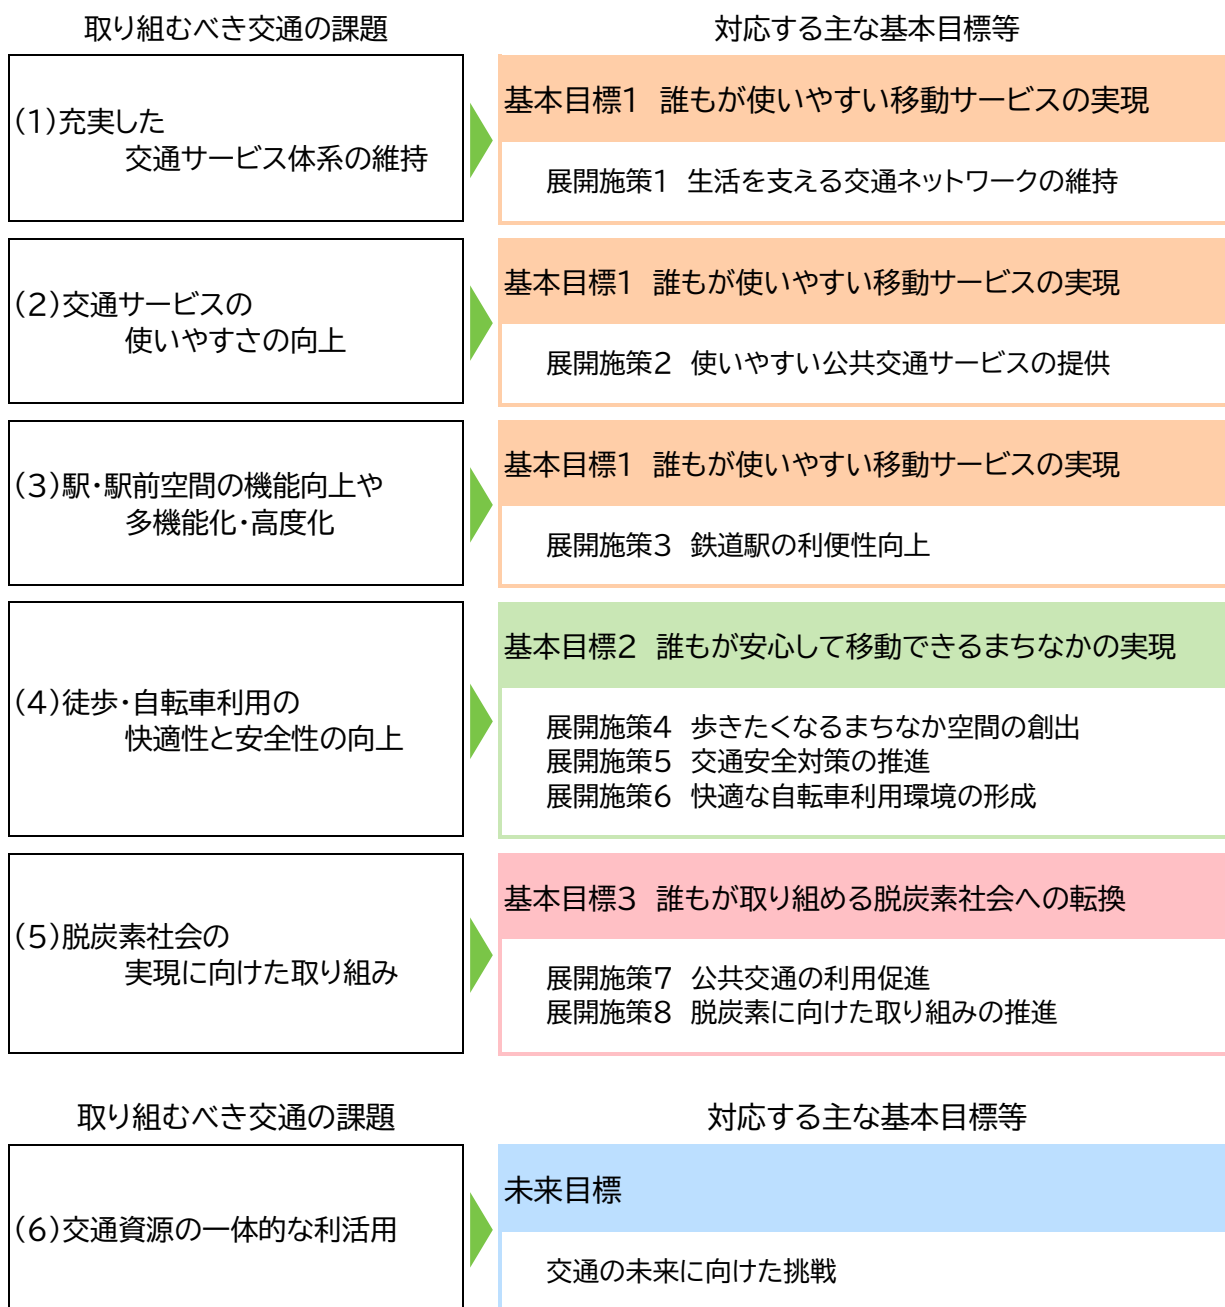 取り組むべき交通の課題
対応する主な基本目標等
(1)充実した
交通サービス体系の維持
基本目標1 誰もが使いやすい移動サービスの実現
展開施策1 生活を支える交通ネットワークの維持
(2)交通サービスの
使いやすさの向上
基本目標1 誰もが使いやすい移動サービスの実現
展開施策2 使いやすい公共交通サービスの提供
(3)駅・駅前空間の機能向上や
多機能化・高度化
基本目標1 誰もが使いやすい移動サービスの実現
展開施策3 鉄道駅の利便性向上
(4)徒歩・自転車利用の
快適性と安全性の向上
基本目標2 誰もが安心して移動できるまちなかの実現
展開施策4 歩きたくなるまちなか空間の創出
展開施策5 交通安全対策の推進
展開施策6 快適な自転車利用環境の形成
(5)脱炭素社会の
実現に向けた取り組み
基本目標3 誰もが取り組める脱炭素社会への転換
展開施策7 公共交通の利用促進
展開施策8 脱炭素に向けた取り組みの推進
取り組むべき交通の課題
対応する主な基本目標等
(6)交通資源の一体的な利活用
未来目標
交通の未来に向けた挑戦